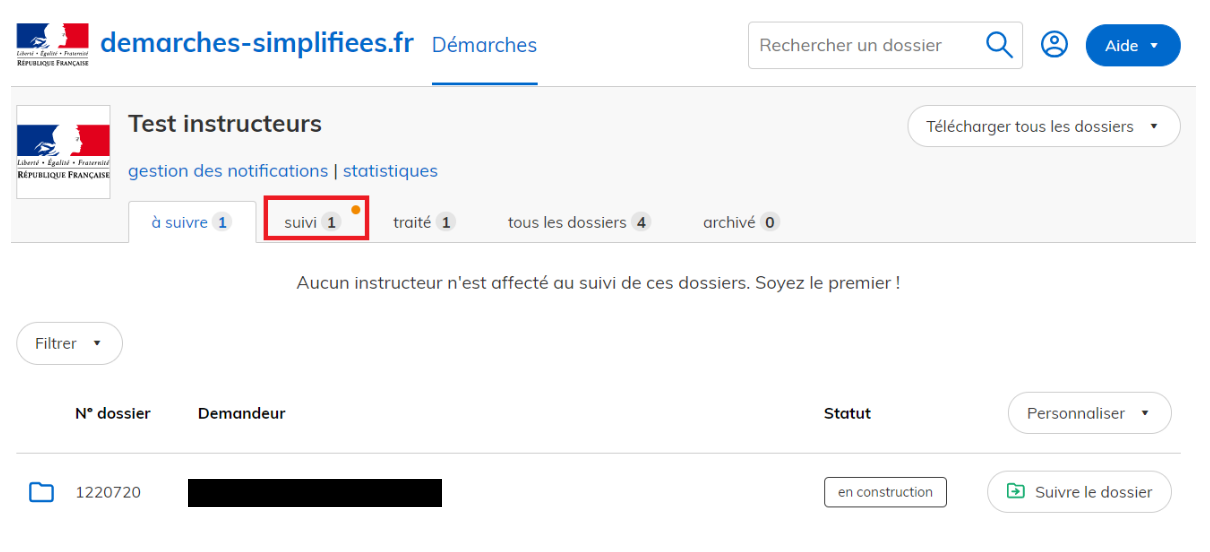 demarches-simplifiees.fr Démarches Rechercher un dossier Aide
Liberté • Égalité • Fraternité
RÉPUBLIQUE FRANÇAISE
Test instructeurs Télécharger tous les dossiers
Liberté • Égalité • Fraternité
RÉPUBLIQUE FRANÇAISE
gestion des notifications | statistiques
à suivre 1 suivi 1 traité 1 tous les dossiers 4 archivé 0
Aucun instructeur n'est affecté au suivi de ces dossiers. Soyez le premier !
Filtrer
N° dossier Demandeur Statut Personnaliser
1220720 en construction Suivre le dossier